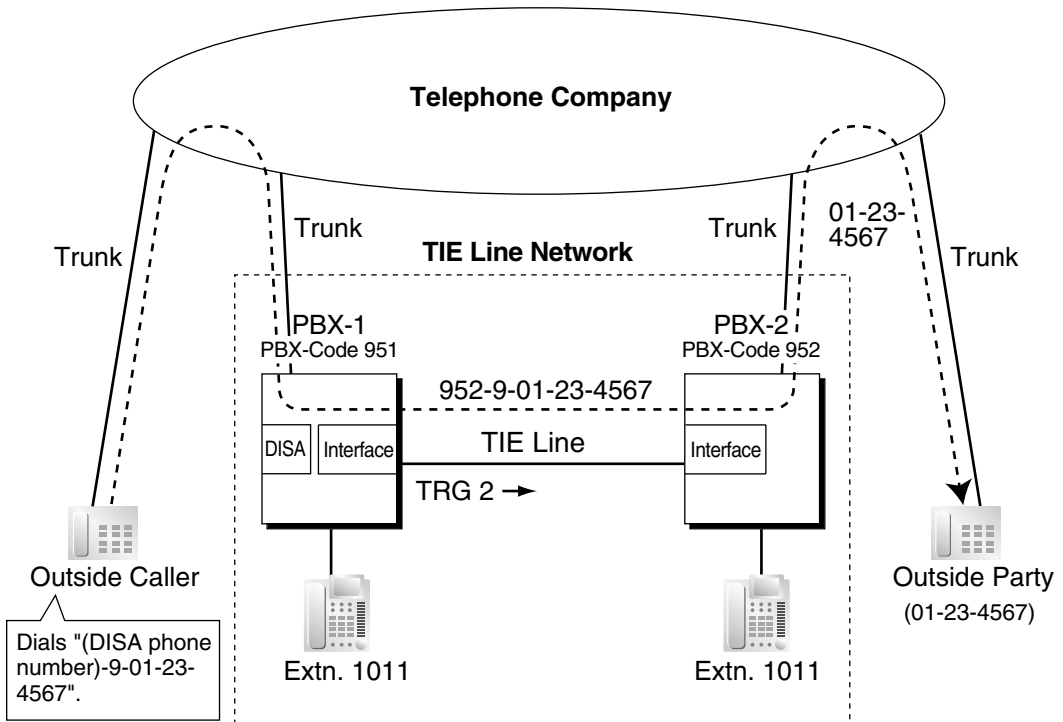 Telephone Company
Trunk
Trunk
TIE Line Network
Trunk
01-23-
4567
Trunk
PBX-1
PBX-Code 951
PBX-2
PBX-Code 952
952-9-01-23-4567
DISA
Interface
TIE Line
Interface
TRG 2
Outside Caller
Outside Party
(01-23-4567)
Dials "(DISA phone
number)-9-01-23-
4567".
Extn. 1011
Extn. 1011